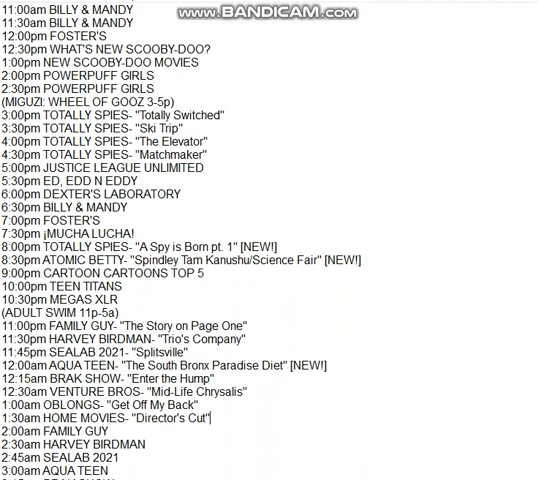 www.BANDICAM.com
11:00am BILLY & MANDY
11:30am BILLY & MANDY
12:00pm FOSTER'S
12:30pm WHAT'S NEW SCOOBY-DOO?
1:00pm NEW SCOOBY-DOO MOVIES
2:00pm POWERPUFF GIRLS
2:30pm POWERPUFF GIRLS
(MIGUZI: WHEEL OF GOOZ 3-5p)
3:00pm TOTALLY SPIES- "Totally Switched"
3:30pm TOTALLY SPIES- "Ski Trip"
4:00pm TOTALLY SPIES- "The Elevator"
4:30pm TOTALLY SPIES- "Matchmaker"
5:00pm JUSTICE LEAGUE UNLIMITED
5:30pm ED, EDD N EDDY
6:00pm DEXTER'S LABORATORY
6:30pm BILLY & MANDY
7:00pm FOSTER'S
7:30pm ¡MUCHA LUCHA!
8:00pm TOTALLY SPIES- "A Spy is Born pt. 1" [NEW!]
8:30pm ATOMIC BETTY- "Spindley Tam Kanushu/Science Fair" [NEW!]
9:00pm CARTOON CARTOONS TOP 5
10:00pm TEEN TITANS
10:30pm MEGAS XLR
(ADULT SWIM 11p-5a)
11:00pm FAMILY GUY- "The Story on Page One"
11:30pm HARVEY BIRDMAN- "Trio's Company"
11:45pm SEALAB 2021- "Splitsville"
12:00am AQUA TEEN- "The South Bronx Paradise Diet" [NEW!]
12:15am BRAK SHOW- "Enter the Hump"
12:30am VENTURE BROS- "Mid-Life Chrysalis"
1:00am OBLONGS- "Get Off My Back"
1:30am HOME MOVIES- "Director's Cut"
2:00am FAMILY GUY
2:30am HARVEY BIRDMAN
2:45am SEALAB 2021
3:00am AQUA TEEN